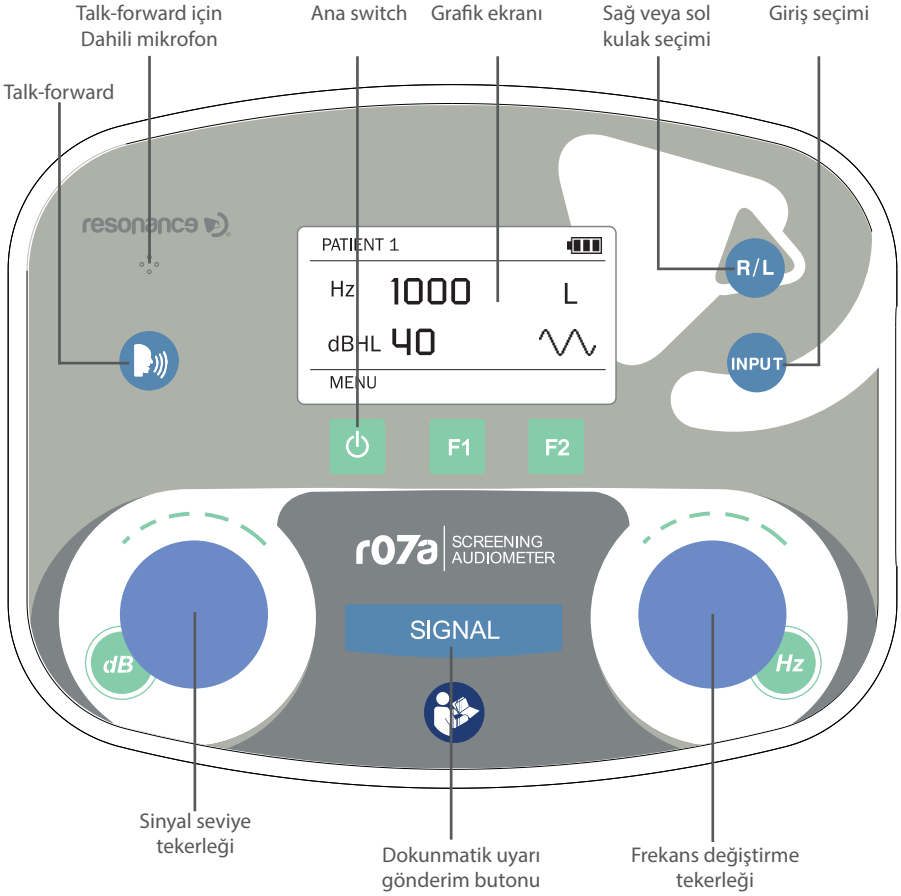 Talk-forward için
Dahili mikrofon
Ana switch
Grafik ekranı
Sağ veya sol
kulak seçimi
Giriş seçimi
Talk-forward
resonance
PATIENT 1
Hz 1000 L
dBHL 40
MENU
R/L
INPUT
F1
F2
r07a
SCREENING
AUDIOMETER
SIGNAL
dB
Hz
Sinyal seviye
tekerleği
Dokunmatik uyarı
gönderim butonu
Frekans değiştirme
tekerleği